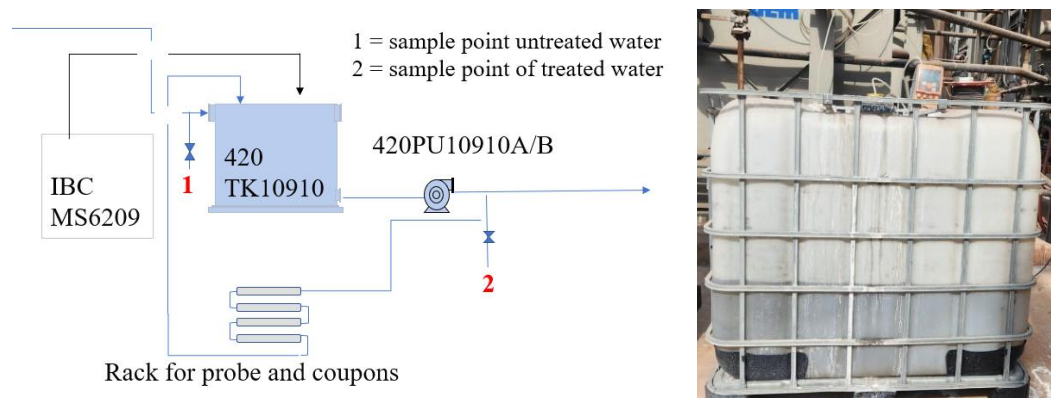 1 = sample point untreated water
2 = sample point of treated water
420
TK10910
420PU10910A/B
IBC
MS6209
1
2
Rack for probe and coupons